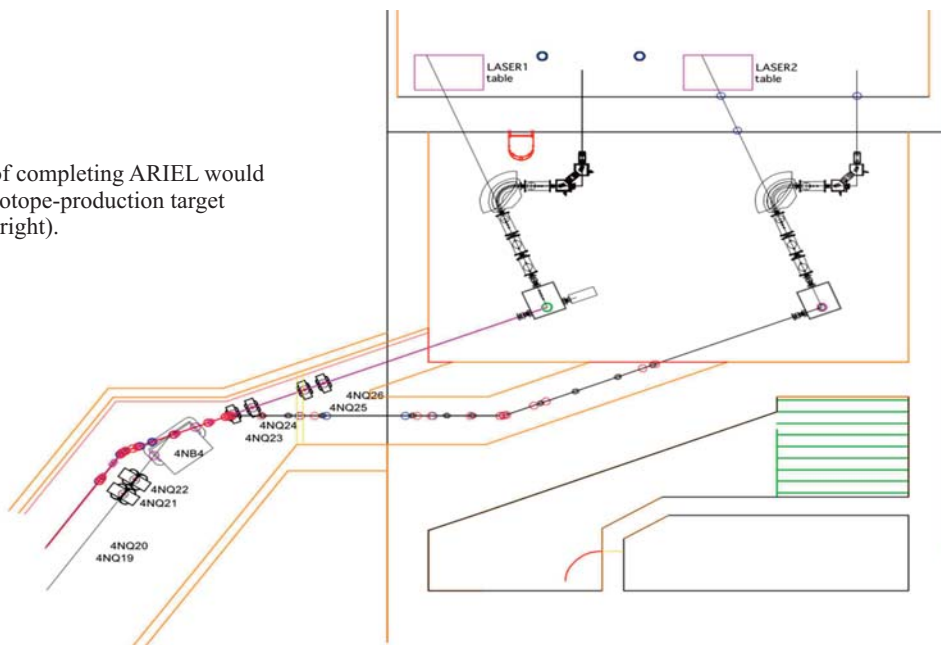 LASER1
table
LASER2
table
of completing ARIEL would
otope-production target
right).
4NQ26
4NQ25
4NQ24
4NQ23
4NB4
4NQ22
4NQ21
4NQ20
4NQ19